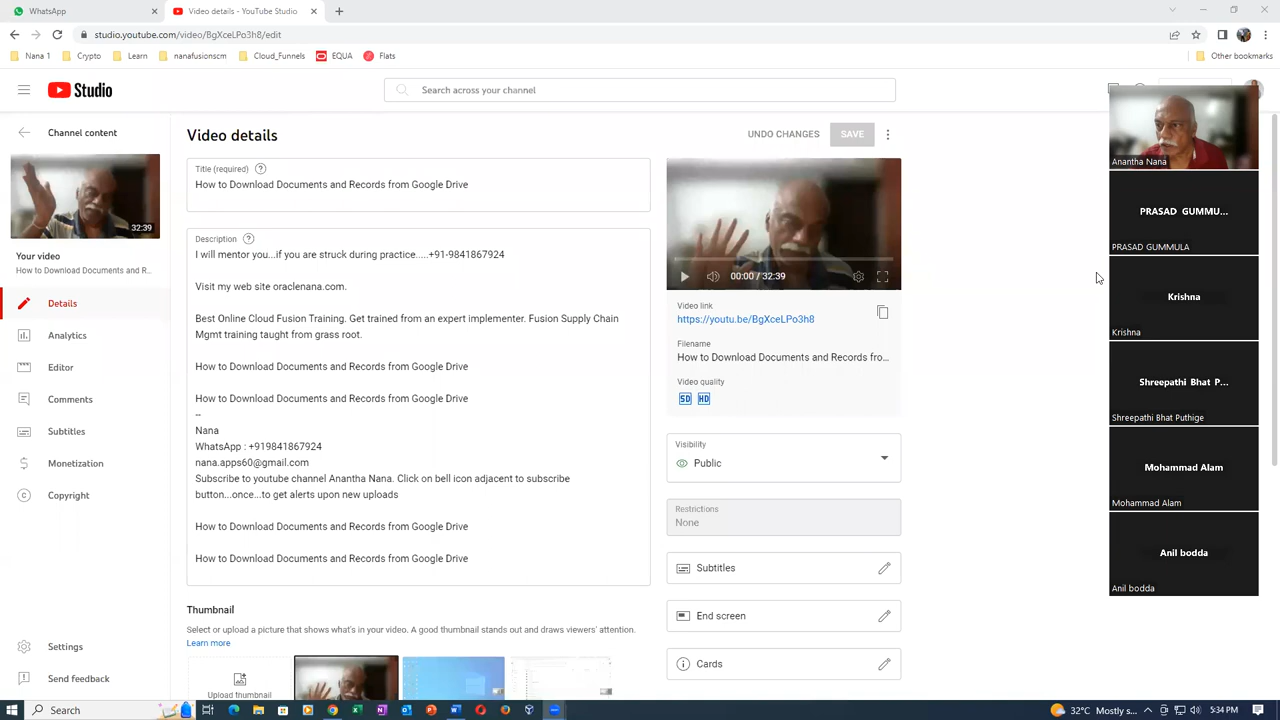 WhatsApp
Video details - YouTube Studio
studio.youtube.com/video/BgXceLPo3h8/edit
Nana 1
Crypto
Learn
nanafusioncs
Cloud_Funnels
EQUA
Flats
Other bookmarks
Studio
Search across your channel
Channel content
Video details
UNDO CHANGES
SAVE
32:39
Your video
How to Download Documents and R...
Details
Analytics
Editor
Comments
Subtitles
Monetization
Copyright
Settings
Send feedback
Title (required)
How to Download Documents and Records from Google Drive
Description
I will mentor you...if you are struck during practice.....+91-9841867924
Visit my web site oraclenana.com.
Best Online Cloud Fusion Training. Get trained from an expert implementer. Fusion Supply Chain
Mgmt training taught from grass root.
How to Download Documents and Records from Google Drive
How to Download Documents and Records from Google Drive
--
Nana
WhatsApp : +919841867924
nana.apps60@gmail.com
Subscribe to youtube channel Anantha Nana. Click on bell icon adjacent to subscribe
button...once...to get alerts upon new uploads
How to Download Documents and Records from Google Drive
How to Download Documents and Records from Google Drive
Thumbnail
Select or upload a picture that shows what's in your video. A good thumbnail stands out and draws viewers' attention.
Learn more
Upload thumbnail
00:00 / 32:39
Video link
https://youtu.be/BgXceLPo3h8
Filename
How to Download Documents and Records fro...
Video quality
SD HD
Visibility
Public
Restrictions
None
Subtitles
End screen
Cards
Anantha Nana
PRASAD GUMMU...
PRASAD GUMMULA
Krishna
Krishna
Shreepathi Bhat P...
Shreepathi Bhat Puthige
Mohammad Alam
Mohammad Alam
Anil bodda
Anil bodda
Search
32°C Mostly s...
5:34 PM